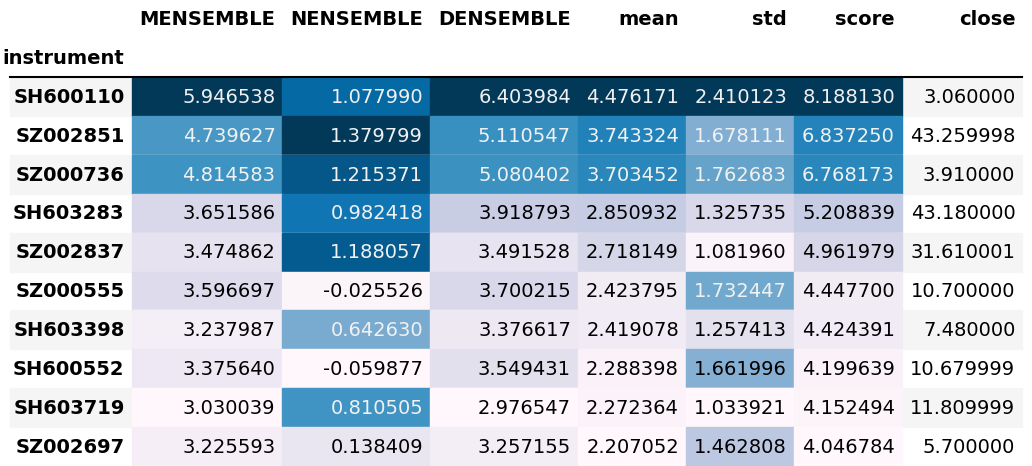 MENSEMBLE NENSEMBLE DENSEMBLE mean std score close
instrument
SH600110 5.946538 1.077990 6.403984 4.476171 2.410123 8.188130 3.060000
SZ002851 4.739627 1.379799 5.110547 3.743324 1.678111 6.837250 43.259998
SZ000736 4.814583 1.215371 5.080402 3.703452 1.762683 6.768173 3.910000
SH603283 3.651586 0.982418 3.918793 2.850932 1.325735 5.208839 43.180000
SZ002837 3.474862 1.188057 3.491528 2.718149 1.081960 4.961979 31.610001
SZ000555 3.596697 -0.025526 3.700215 2.423795 1.732447 4.447700 10.700000
SH603398 3.237987 0.642630 3.376617 2.419078 1.257413 4.424391 7.480000
SH600552 3.375640 -0.059877 3.549431 2.288398 1.661996 4.199639 10.679999
SH603719 3.030039 0.810505 2.976547 2.272364 1.033921 4.152494 11.809999
SZ002697 3.225593 0.138409 3.257155 2.207052 1.462808 4.046784 5.700000